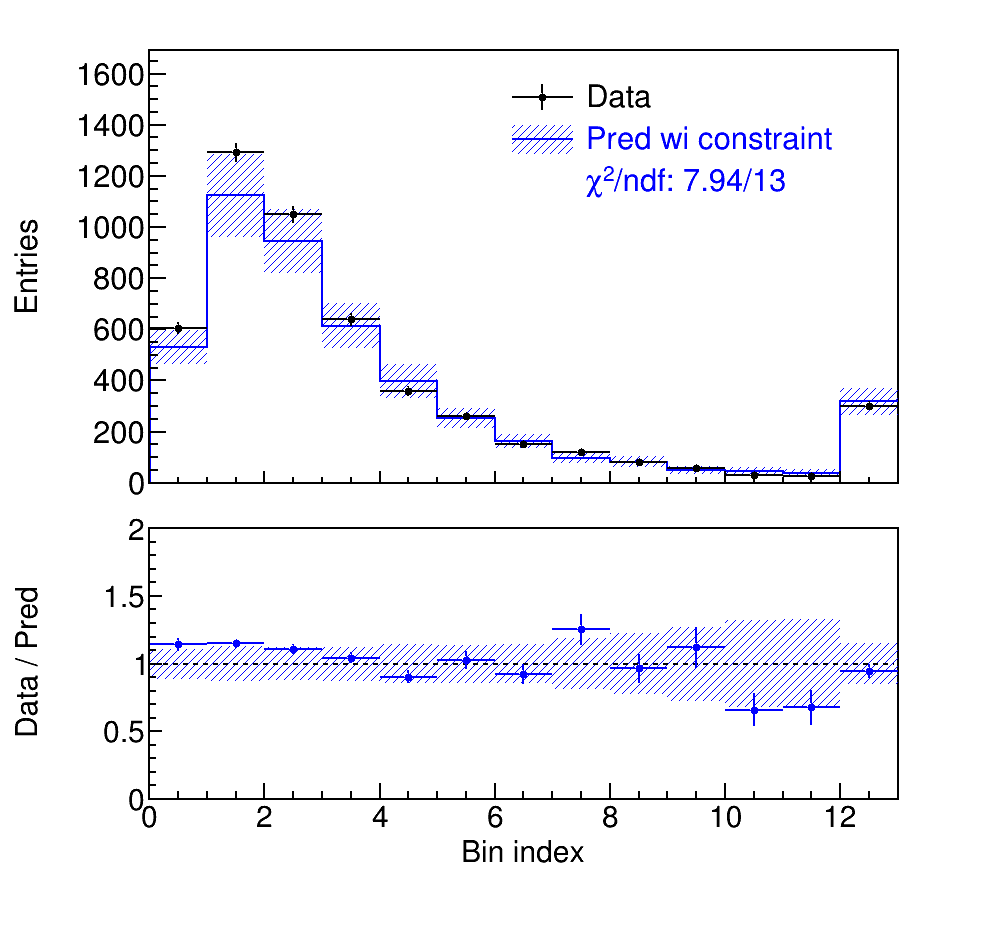 Entries
1600
1400
1200
1000
800
600
400
200
0
Data
Pred wi constraint
χ²/ndf: 7.94/13
Data / Pred
2
1.5
1
0.5
0
0 2 4 6 8 10 12
Bin index